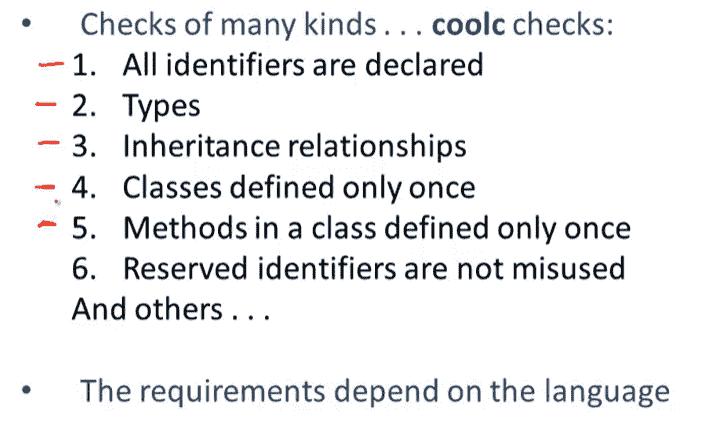 • Checks of many kinds . . . coolc checks:
1. All identifiers are declared
2. Types
3. Inheritance relationships
4. Classes defined only once
5. Methods in a class defined only once
6. Reserved identifiers are not misused
And others . . .
• The requirements depend on the language